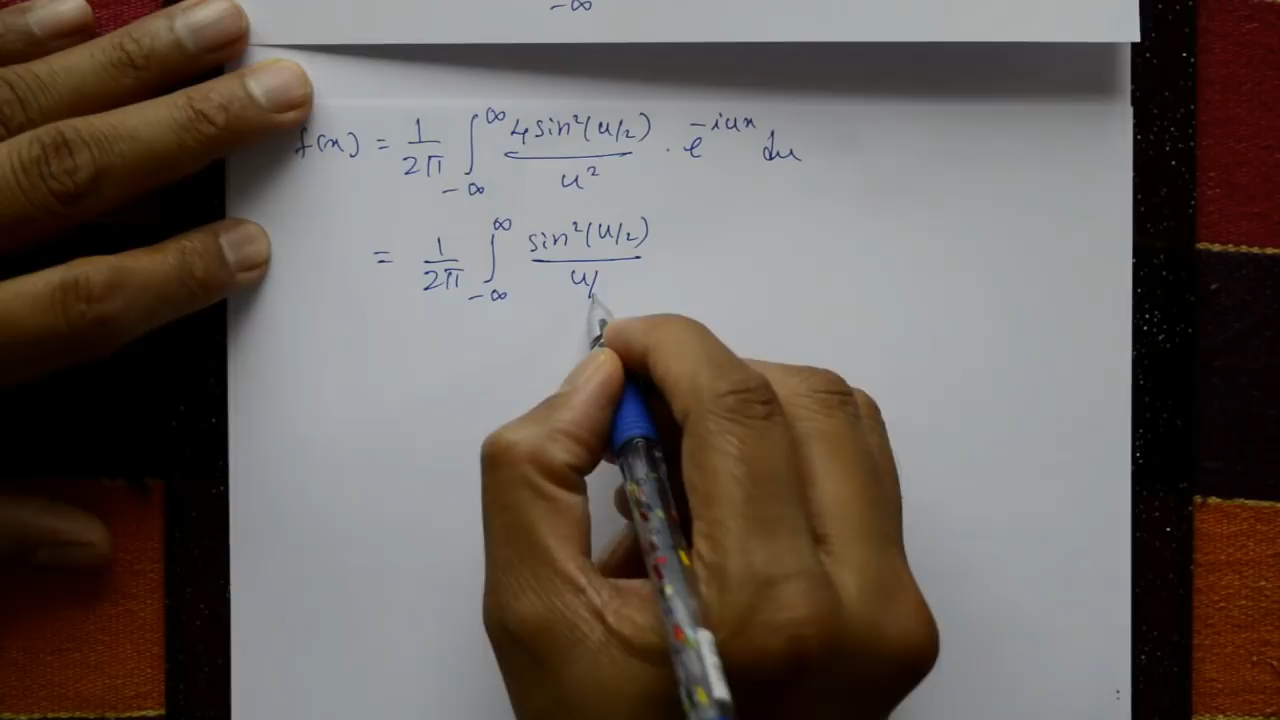 -∞
f(x) = 1/2π ∫_{-∞}^{∞} 4sin²(u/2)/u² · e^{-iux} du
= 1/2π ∫_{-∞}^{∞} sin²(u/2)/u/